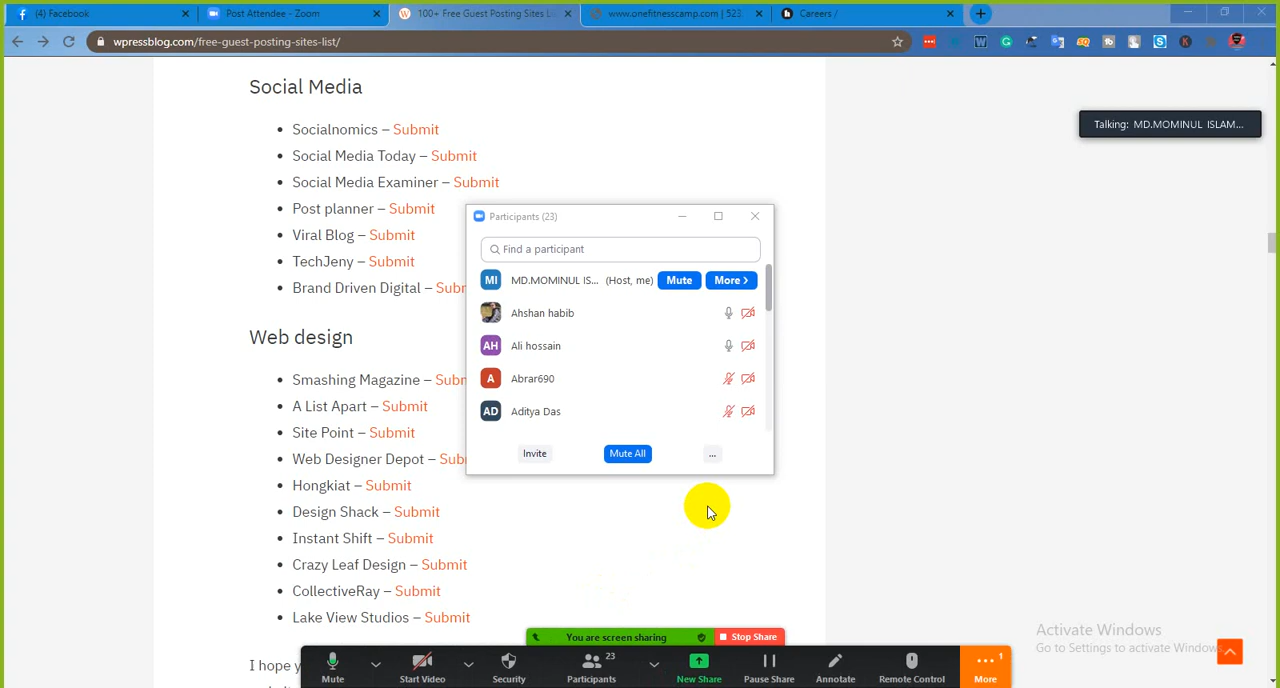 (4) Facebook
Post Attendee - Zoom
100+ Free Guest Posting Sites Li
www.onefitnesscamp.com | 523
Careers /
wpressblog.com/free-guest-posting-sites-list/
Talking: MD.MOMINUL ISLAM...
Social Media
Socialnomics – Submit
Social Media Today – Submit
Social Media Examiner – Submit
Post planner – Submit
Viral Blog – Submit
TechJeny – Submit
Brand Driven Digital – Subm
Web design
Smashing Magazine – Subm
A List Apart – Submit
Site Point – Submit
Web Designer Depot – Subm
Hongkiat – Submit
Design Shack – Submit
Instant Shift – Submit
Crazy Leaf Design – Submit
CollectiveRay – Submit
Lake View Studios – Submit
I hope y
Participants (23)
Find a participant
MI MD.MOMINUL IS... (Host, me) Mute More >
Ahshan habib
AH Ali hossain
A Abrar690
AD Aditya Das
Invite Mute All ...
You are screen sharing Stop Share
Mute
Start Video
Security
Participants 23
New Share
Pause Share
Annotate
Remote Control
More 1
Activate Windows
Go to Settings to activate Windows.